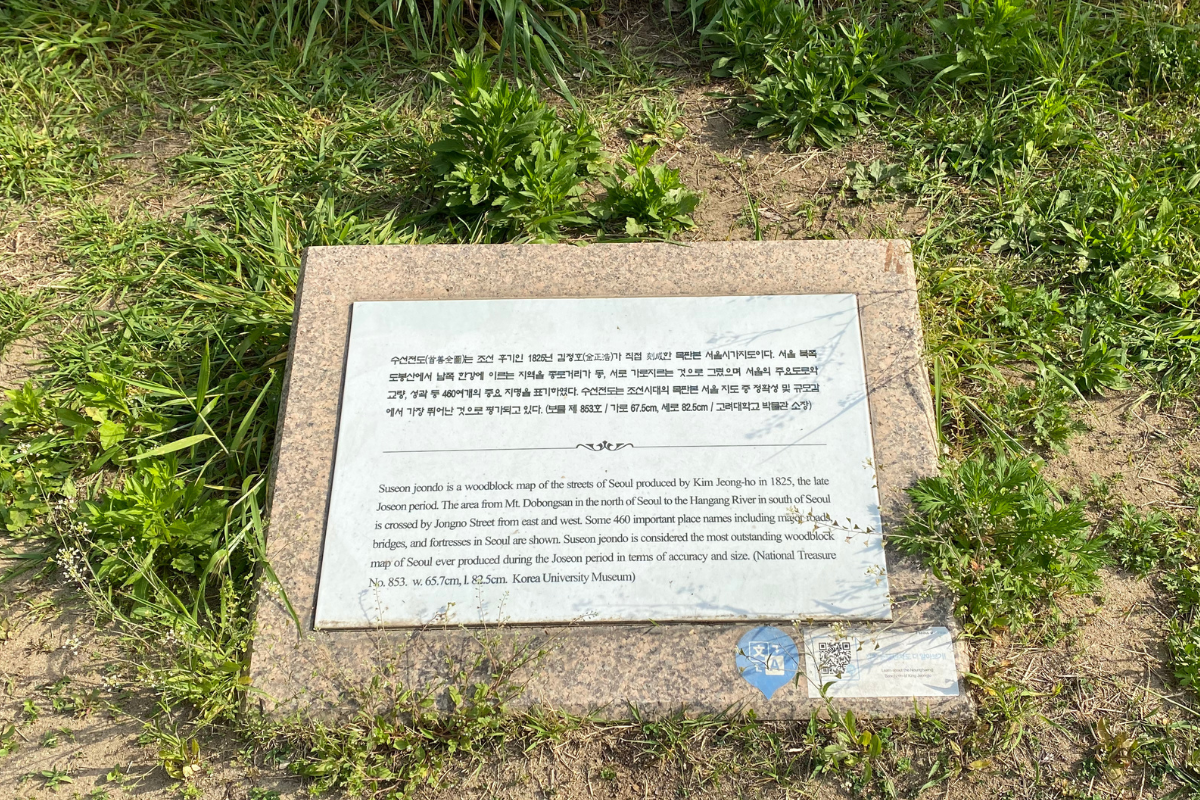 수선전도(首善全圖)는 조선 후기인 1825년 김정호(金正浩)가 직접 刻成한 목판본 서울시가지도이다. 서울 북쪽
도봉산에서 남쪽 한강에 이르는 지역을 종로거리가 동, 서로 가로지르는 것으로 그렸으며 서울의 주요도로와
교량, 성곽 등 460여개의 중요 지명을 표기하였다. 수선전도는 조선시대의 목판본 서울 지도 중 정확성 및 규모감
에서 가장 뛰어난 것으로 평가되고 있다. (보물 제 853호 / 가로 67.5cm, 세로 82.5cm / 고려대학교 박물관 소장)
Suseon jeondo is a woodblock map of the streets of Seoul produced by Kim Jeong-ho in 1825, the late
Joseon period. The area from Mt. Dobongsan in the north of Seoul to the Hangang River in south of Seoul
is crossed by Jongno Street from east and west. Some 460 important place names including major roads,
bridges, and fortresses in Seoul are shown. Suseon jeondo is considered the most outstanding woodblock
map of Seoul ever produced during the Joseon period in terms of accuracy and size. (National Treasure
No. 853. w. 65.7cm, l. 82.5cm. Korea University Museum)